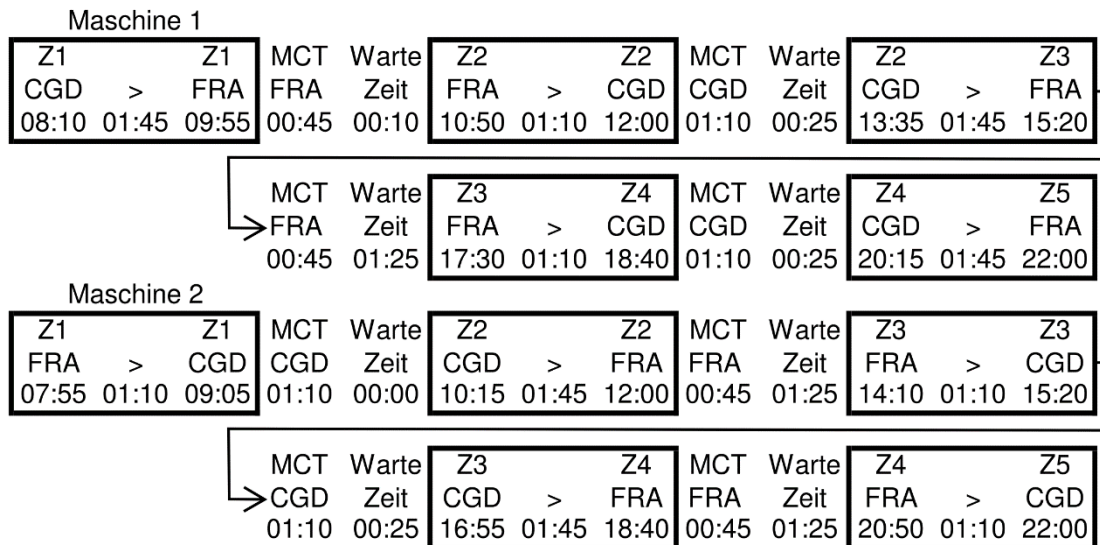 Maschine 1
Z1 Z1 MCT Warte Z2 Z2 MCT Warte Z2 Z3
CGD > FRA FRA Zeit FRA > CGD CGD Zeit CGD > FRA
08:10 01:45 09:55 00:45 00:10 10:50 01:10 12:00 01:10 00:25 13:35 01:45 15:20
MCT Warte Z3 Z4 MCT Warte Z4 Z5
FRA Zeit FRA > CGD CGD Zeit CGD > FRA
00:45 01:25 17:30 01:10 18:40 01:10 00:25 20:15 01:45 22:00
Maschine 2
Z1 Z1 MCT Warte Z2 Z2 MCT Warte Z3 Z3
FRA > CGD CGD Zeit CGD > FRA FRA Zeit FRA > CGD
07:55 01:10 09:05 01:10 00:00 10:15 01:45 12:00 00:45 01:25 14:10 01:10 15:20
MCT Warte Z3 Z4 MCT Warte Z4 Z5
CGD Zeit CGD > FRA FRA Zeit FRA > CGD
01:10 00:25 16:55 01:45 18:40 00:45 01:25 20:50 01:10 22:00